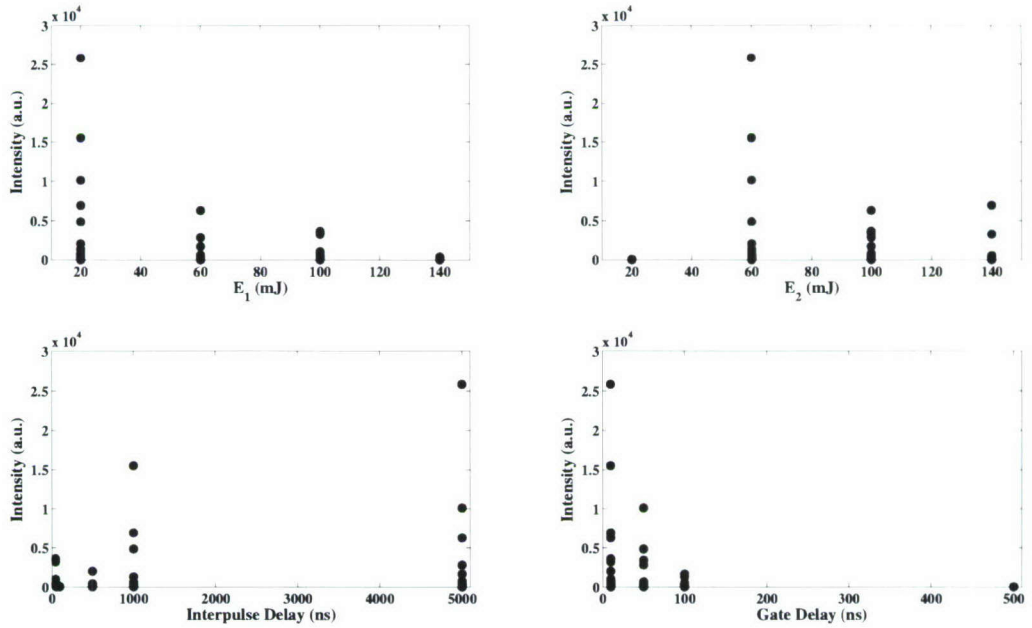 x 10^4
3
2.5
2
1.5
1
0.5
0
Intensity (a.u.)
20 40 60 80 100 120 140
E_1 (mJ)
x 10^4
3
2.5
2
1.5
1
0.5
0
Intensity (a.u.)
20 40 60 80 100 120 140
E_2 (mJ)
x 10^4
3
2.5
2
1.5
1
0.5
0
Intensity (a.u.)
0 1000 2000 3000 4000 5000
Interpulse Delay (ns)
x 10^4
3
2.5
2
1.5
1
0.5
0
Intensity (a.u.)
0 100 200 300 400 500
Gate Delay (ns)